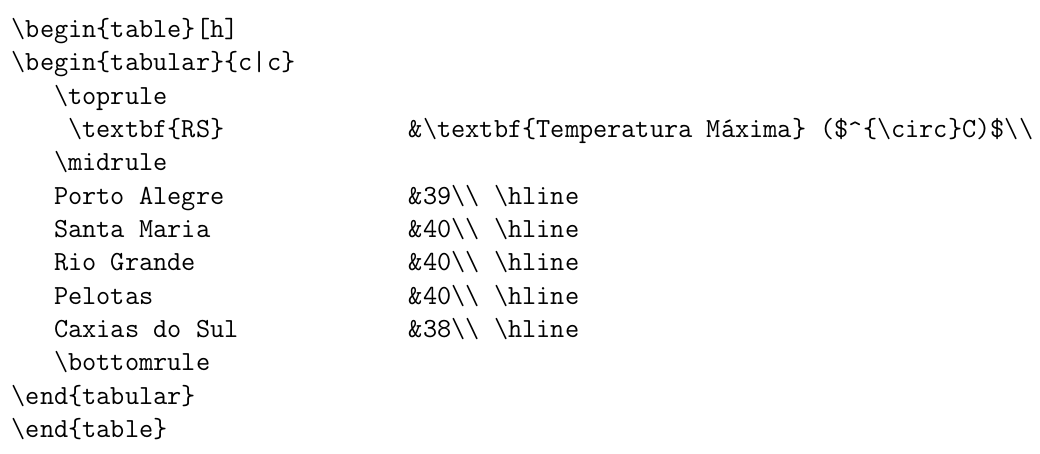 \begin{table}[h]
\begin{tabular}{c|c}
   \toprule
    \textbf{RS}            &\textbf{Temperatura Máxima} ($^{\circ}C)$\\
   \midrule
   Porto Alegre            &39\\ \hline
   Santa Maria             &40\\ \hline
   Rio Grande              &40\\ \hline
   Pelotas                 &40\\ \hline
   Caxias do Sul           &38\\ \hline
   \bottomrule
\end{tabular}
\end{table}